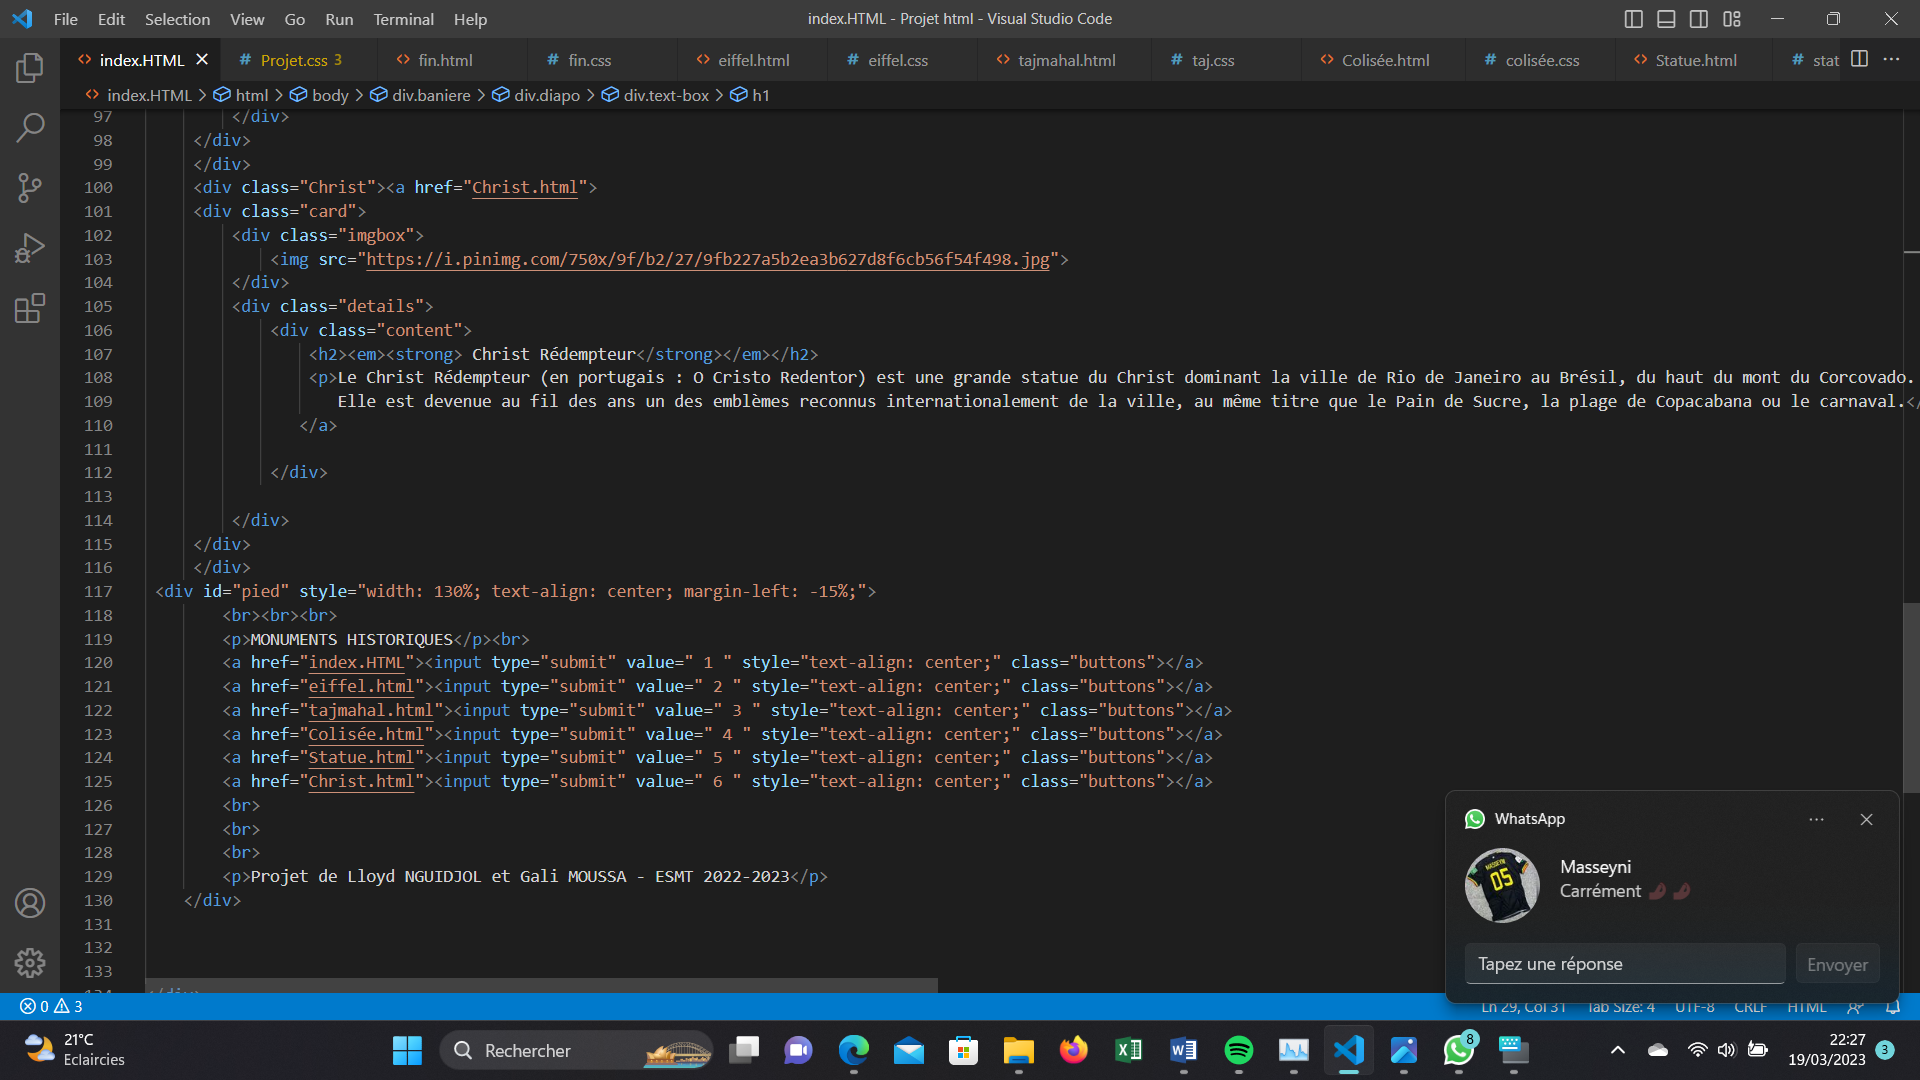 File Edit Selection View Go Run Terminal Help index.HTML - Projet html - Visual Studio Code
index.HTML Projet.css 3 fin.html fin.css eiffel.html eiffel.css tajmahal.html taj.css Colisée.html colisée.css Statue.html stat
index.HTML > html > body > div.baniere > div.diapo > div.text-box > h1
97 </div>
98 </div>
99 </div>
100 <div class="Christ"><a href="Christ.html">
101 <div class="card">
102 <div class="imgbox">
103 <img src="https://i.pinimg.com/750x/9f/b2/27/9fb227a5b2ea3b627d8f6cb56f54f498.jpg">
104 </div>
105 <div class="details">
106 <div class="content">
107 <h2><em><strong> Christ Rédempteur</strong></em></h2>
108 <p>Le Christ Rédempteur (en portugais : O Cristo Redentor) est une grande statue du Christ dominant la ville de Rio de Janeiro au Brésil, du haut du mont du Corcovado.
109 Elle est devenue au fil des ans un des emblèmes reconnus internationalement de la ville, au même titre que le Pain de Sucre, la plage de Copacabana ou le carnaval.</
110 </a>
111
112 </div>
113
114 </div>
115 </div>
116 </div>
117 <div id="pied" style="width: 130%; text-align: center; margin-left: -15%;">
118 <br><br><br>
119 <p>MONUMENTS HISTORIQUES</p><br>
120 <a href="index.HTML"><input type="submit" value=" 1 " style="text-align: center;" class="buttons"></a>
121 <a href="eiffel.html"><input type="submit" value=" 2 " style="text-align: center;" class="buttons"></a>
122 <a href="tajmahal.html"><input type="submit" value=" 3 " style="text-align: center;" class="buttons"></a>
123 <a href="Colisée.html"><input type="submit" value=" 4 " style="text-align: center;" class="buttons"></a>
124 <a href="Statue.html"><input type="submit" value=" 5 " style="text-align: center;" class="buttons"></a>
125 <a href="Christ.html"><input type="submit" value=" 6 " style="text-align: center;" class="buttons"></a>
126 <br>
127 <br>
128 <br>
129 <p>Projet de Lloyd NGUIDJOL et Gali MOUSSA - ESMT 2022-2023</p>
130 </div>
131
132
133
134 </div>
WhatsApp
Masseyni
Carrément
MASSEYNI
05
Tapez une réponse Envoyer
0 3 Ln 29, Col 31 Tab Size: 4 UTF-8 CRLF HTML
21°C
Eclaircies
Rechercher
8
22:27
19/03/2023
3